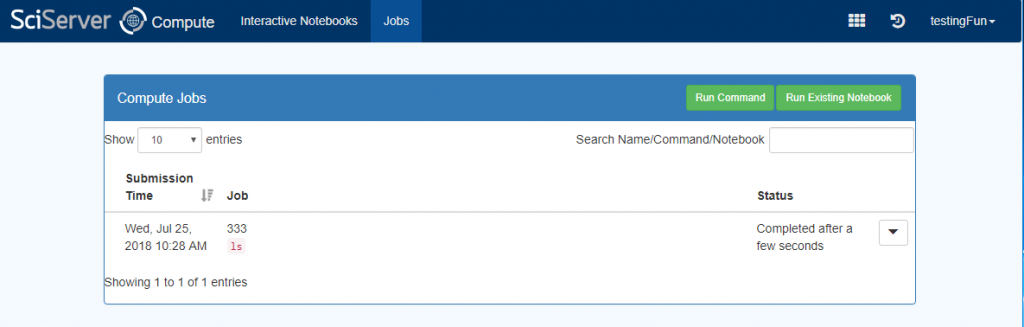 SciServer Compute Interactive Notebooks Jobs testingFun
Compute Jobs Run Command Run Existing Notebook
Show 10 entries Search Name/Command/Notebook
Submission
Time Job Status
Wed, Jul 25, 333 Completed after a
2018 10:28 AM ls few seconds
Showing 1 to 1 of 1 entries